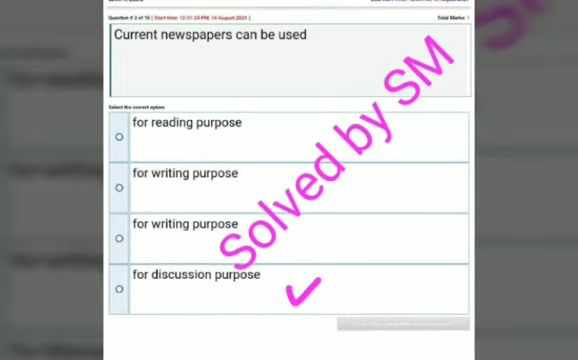 Question # 2 of 10 ( Start time: 12:31:29 PM, 16 August 2021 )
Total Marks: 1
Current newspapers can be used
Select the correct option
for reading purpose
for writing purpose
for writing purpose
for discussion purpose
Solved by SM